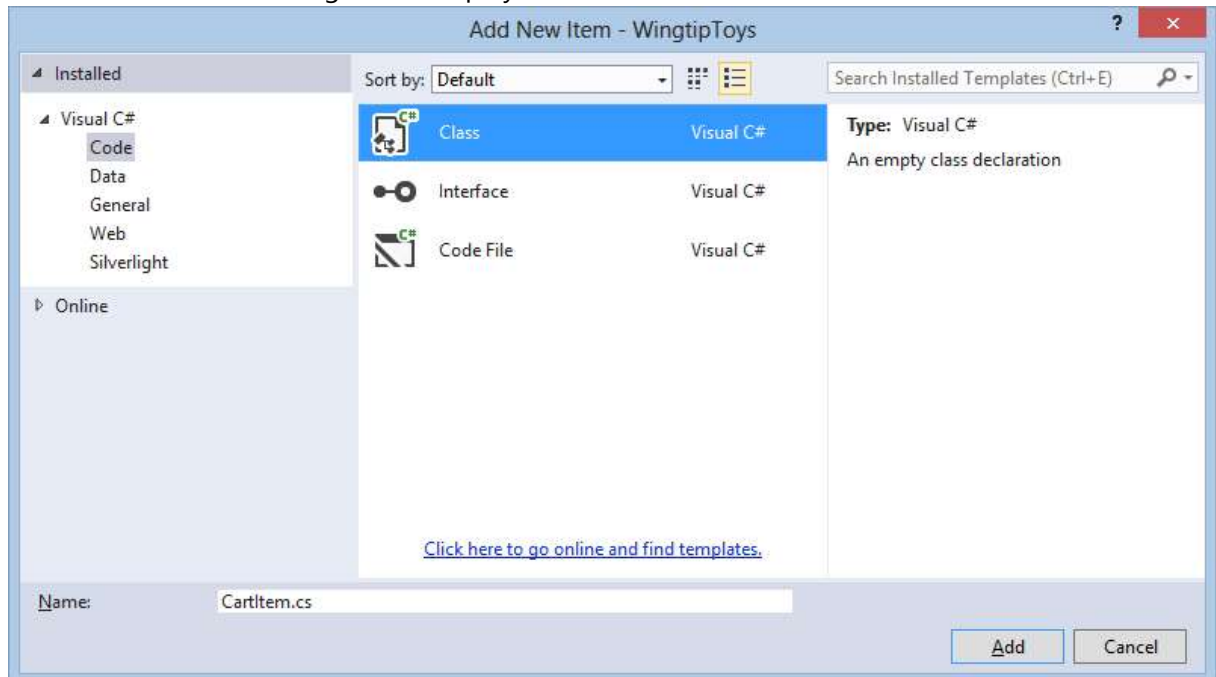 Add New Item - WingtipToys
?
Installed
Sort by: Default
Search Installed Templates (Ctrl+E)
Visual C#
Code
Data
General
Web
Silverlight
Online
C# Class Visual C#
Interface Visual C#
C# Code File Visual C#
Click here to go online and find templates.
Type: Visual C#
An empty class declaration
Name: CartItem.cs
Add Cancel